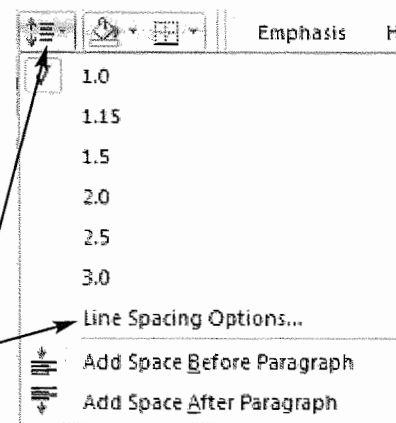 Emphasis
1.0
1.15
1.5
2.0
2.5
3.0
Line Spacing Options...
Add Space Before Paragraph
Add Space After Paragraph